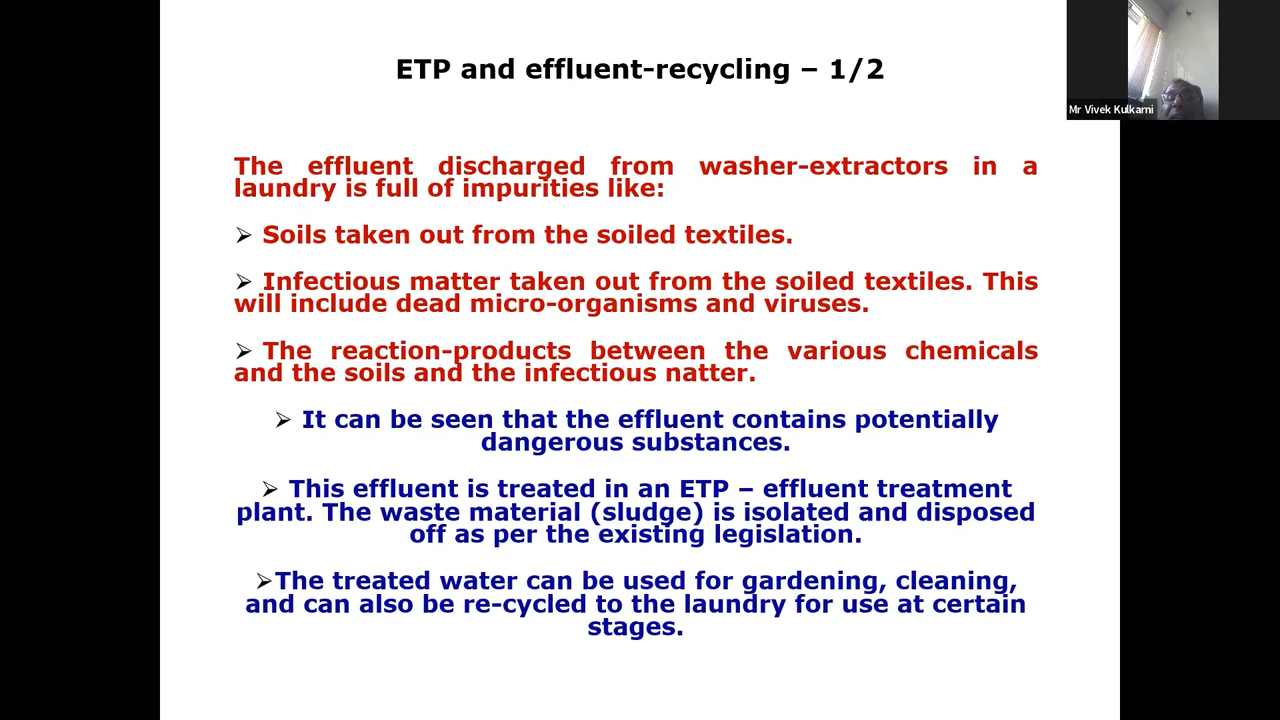 ETP and effluent-recycling – 1/2
Mr Vivek Kulkarni
The effluent discharged from washer-extractors in a
laundry is full of impurities like:
➢ Soils taken out from the soiled textiles.
➢ Infectious matter taken out from the soiled textiles. This
will include dead micro-organisms and viruses.
➢ The reaction-products between the various chemicals
and the soils and the infectious natter.
➢ It can be seen that the effluent contains potentially
dangerous substances.
➢ This effluent is treated in an ETP – effluent treatment
plant. The waste material (sludge) is isolated and disposed
off as per the existing legislation.
➢The treated water can be used for gardening, cleaning,
and can also be re-cycled to the laundry for use at certain
stages.